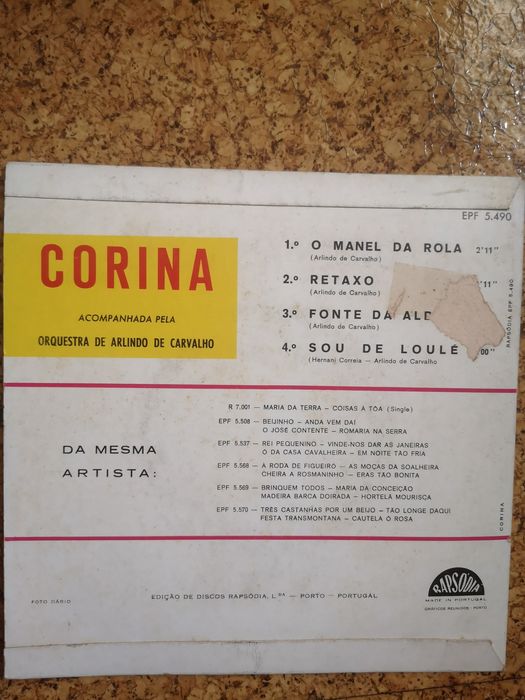 EPF 5.490
CORINA
ACOMPANHADA PELA
ORQUESTRA DE ARLINDO DE CARVALHO
1.º O MANEL DA ROLA 2'11"
(Arlindo de Carvalho)
2.º RETAXO '11"
(Arlindo de Carvalho)
3.º FONTE DA ALD
(Arlindo de Carvalho)
4.º SOU DE LOULÉ '00"
(Hernani Correia — Arlindo de Carvalho
RAPSÓDIA EPF 5.490
DA MESMA
ARTISTA:
R 7.001 — MARIA DA TERRA — COISAS À TÔA (Single)
EPF 5.508 — BEIJINHO — ANDA VEM DAÍ
O JOSÉ CONTENTE — ROMARIA NA SERRA
EPF 5.537 — REI PEQUENINO — VINDE-NOS DAR AS JANEIRAS
Ó DA CASA CAVALHEIRA — EM NOITE TÃO FRIA
EPF 5.568 — A RODA DE FIGUEIRO — AS MOÇAS DA SOALHEIRA
CHEIRA A ROSMANINHO — ERAS TÃO BONITA
EPF 5.569 — BRINQUEM TODOS — MARIA DA CONCEIÇÃO
MADEIRA BARCA DOIRADA — HORTELÃ MOURISCA
EPF 5.570 — TRÊS CASTANHAS POR UM BEIJO — TÃO LONGE DAQUI
FESTA TRANSMONTANA — CAUTELA Ó ROSA
CORINA
FOTO DÁRIO
EDIÇÃO DE DISCOS RAPSÓDIA, L.DA — PORTO — PORTUGAL
RAPSÓDIA
MADE IN PORTUGAL
GRÁFICOS REUNIDOS - PORTO